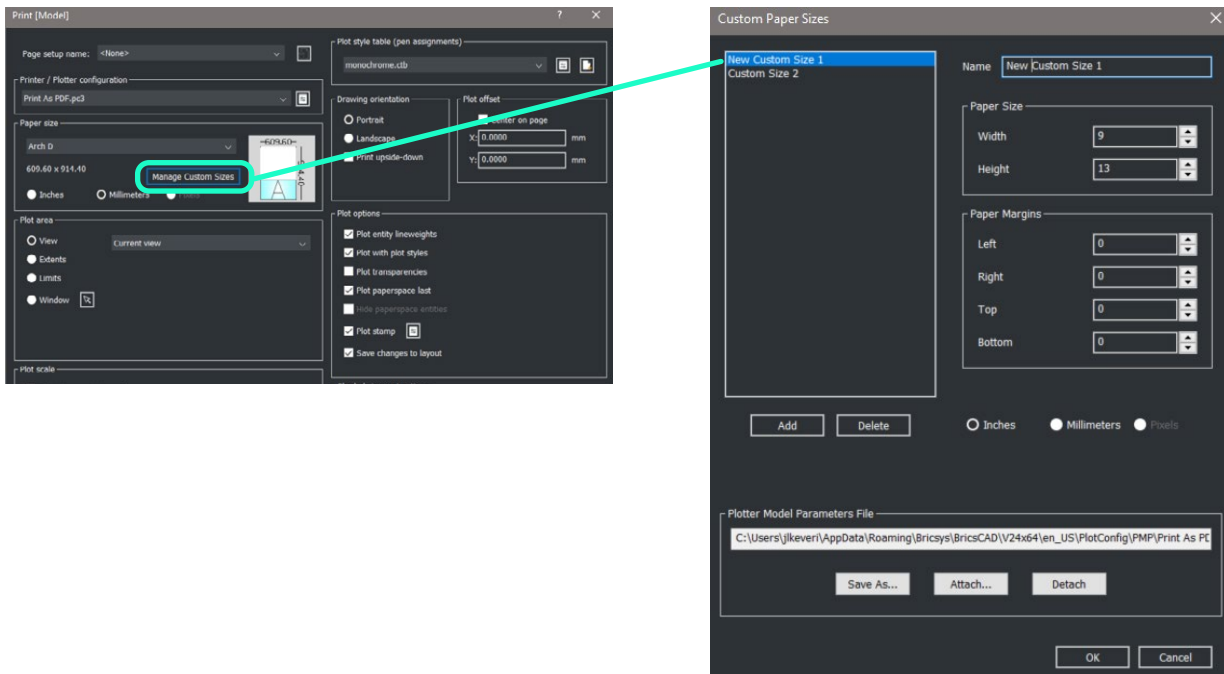 Print [Model]
? X
Page setup name: <None>
Printer / Plotter configuration
Print As PDF.pc3
Paper size
Arch D
609.60 x 914.40
Manage Custom Sizes
609.60
914.40
A
Inches Millimeters Pixels
Plot area
View Current view
Extents
Limits
Window
Plot scale
Plot style table (pen assignments)
monochrome.ctb
Drawing orientation
Portrait
Landscape
Print upside-down
Plot offset
Center on page
X: 0.0000 mm
Y: 0.0000 mm
Plot options
Plot entity lineweights
Plot with plot styles
Plot transparencies
Plot paperspace last
Hide paperspace entities
Plot stamp
Save changes to layout
Custom Paper Sizes
New Custom Size 1
Custom Size 2
Name New Custom Size 1
Paper Size
Width 9
Height 13
Paper Margins
Left 0
Right 0
Top 0
Bottom 0
Add Delete
Inches Millimeters Pixels
Plotter Model Parameters File
C:\Users\jlkeveri\AppData\Roaming\Bricsys\BricsCAD\V24x64\en_US\PlotConfig\PMP\Print As
Save As... Attach... Detach
OK Cancel